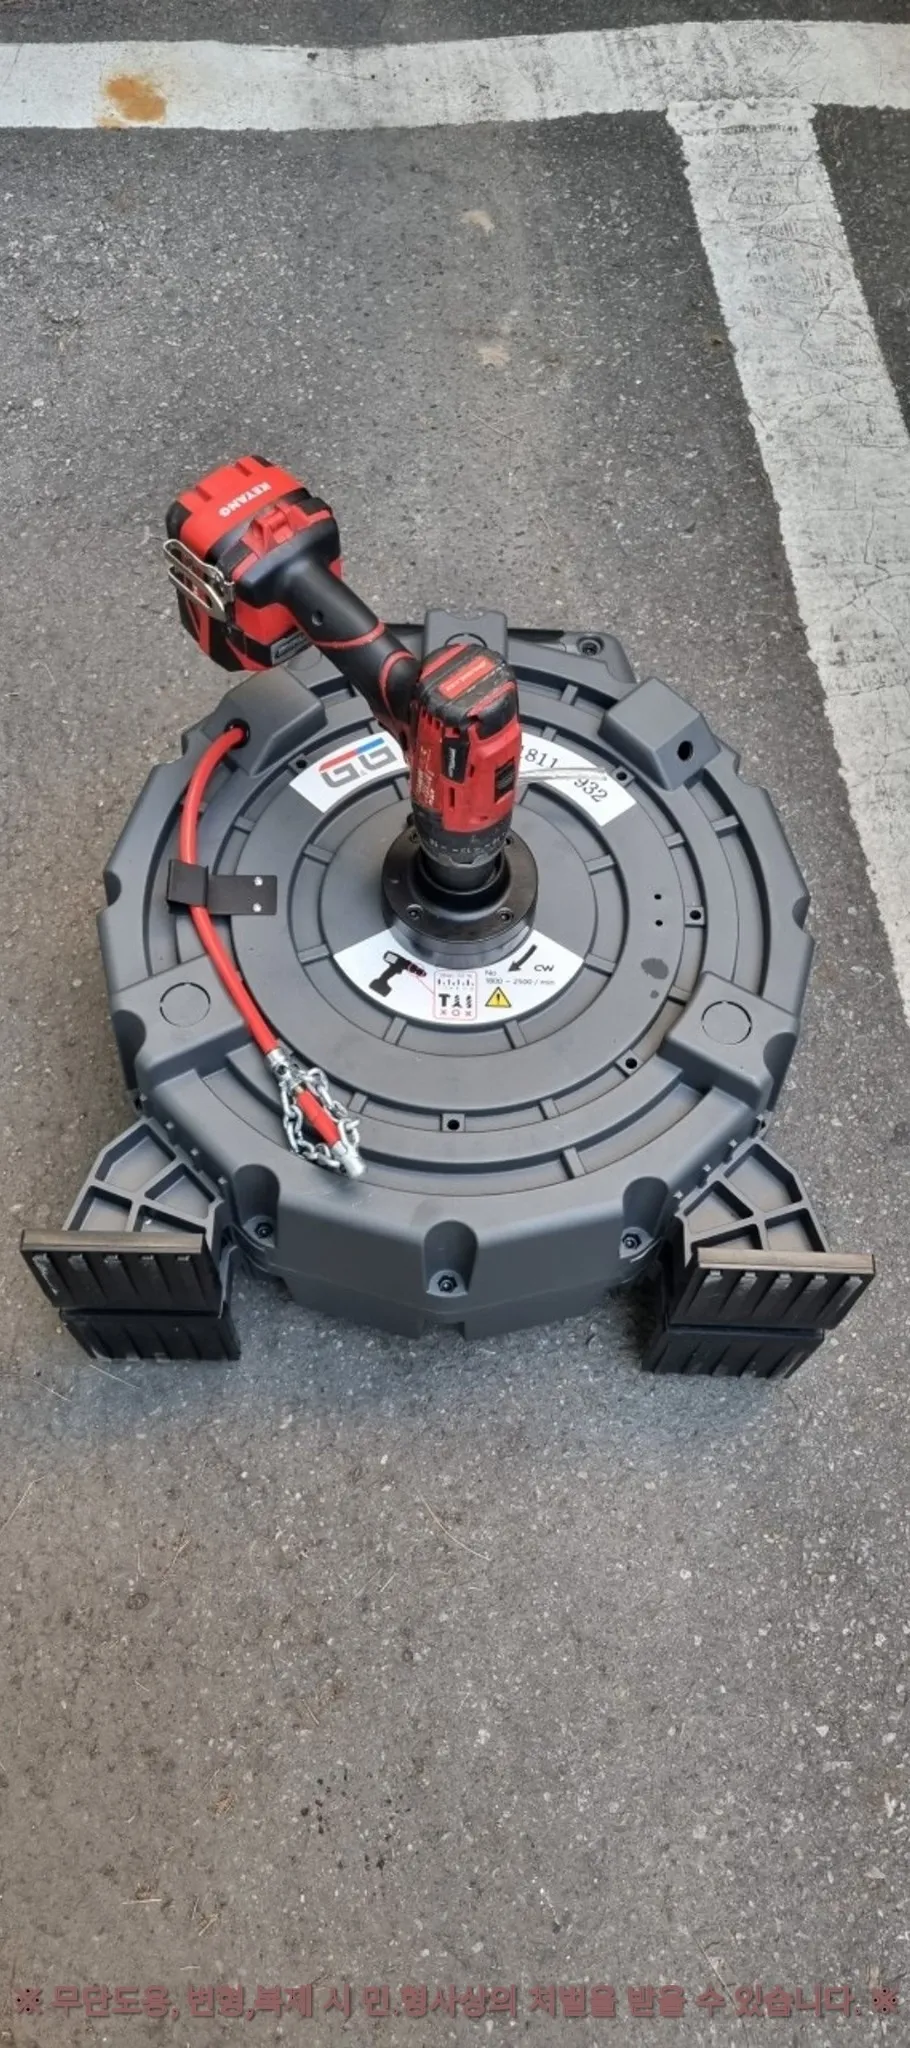 KEYANG
GG
1811
932
No
1800 ~ 2500 / min
CW
※ 무단도용, 변형,복제 시 민.형사상의 처벌을 받을 수 있습니다. ※